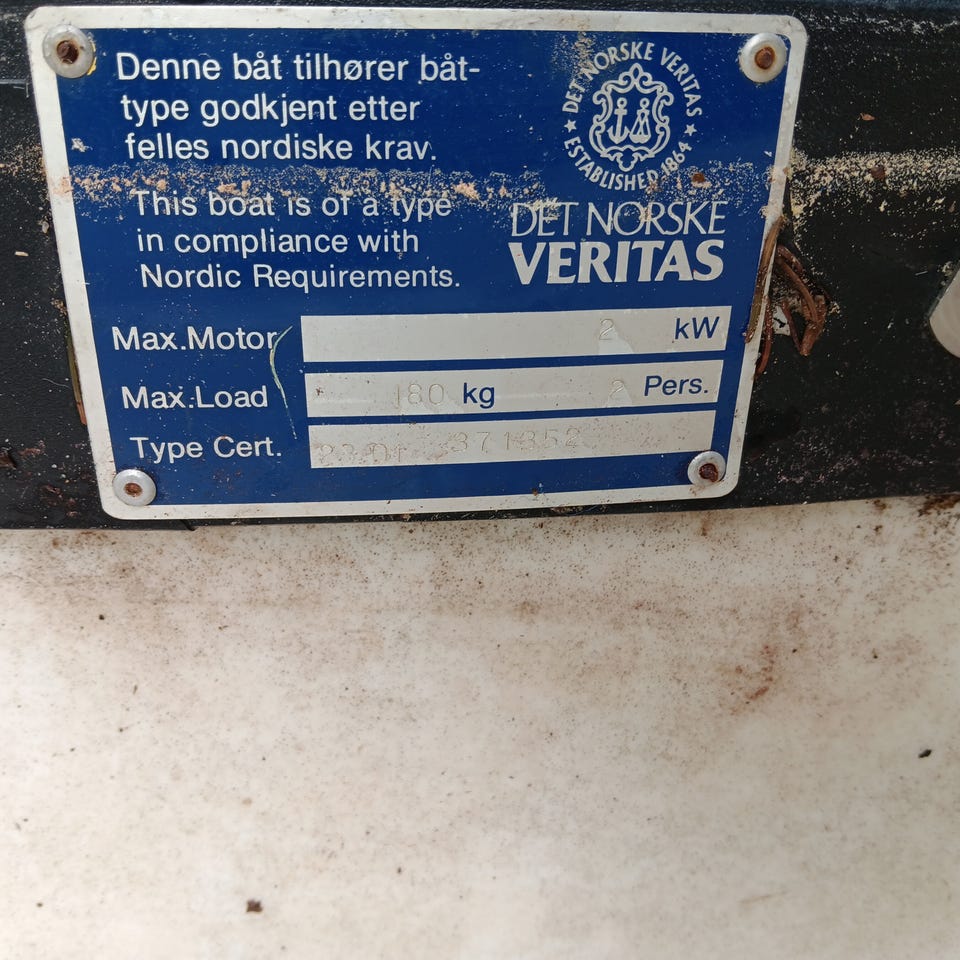 Denne båt tilhører båt-
type godkjent etter
felles nordiske krav.
This boat is of a type
in compliance with
Nordic Requirements.
DET NORSKE VERITAS
ESTABLISHED 1864
DET NORSKE
VERITAS
Max.Motor 2 kW
Max.Load 180 kg 2 Pers.
Type Cert. 371352